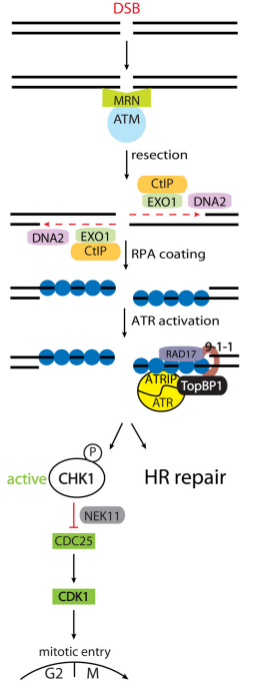 DSB
MRN
ATM
resection
CtIP
EXO1 DNA2
DNA2 EXO1
CtIP
RPA coating
ATR activation
9-1-1
RAD17
ATRIP TopBP1
ATR
P
active CHK1 HR repair
NEK11
CDC25
CDK1
mitotic entry
G2 M